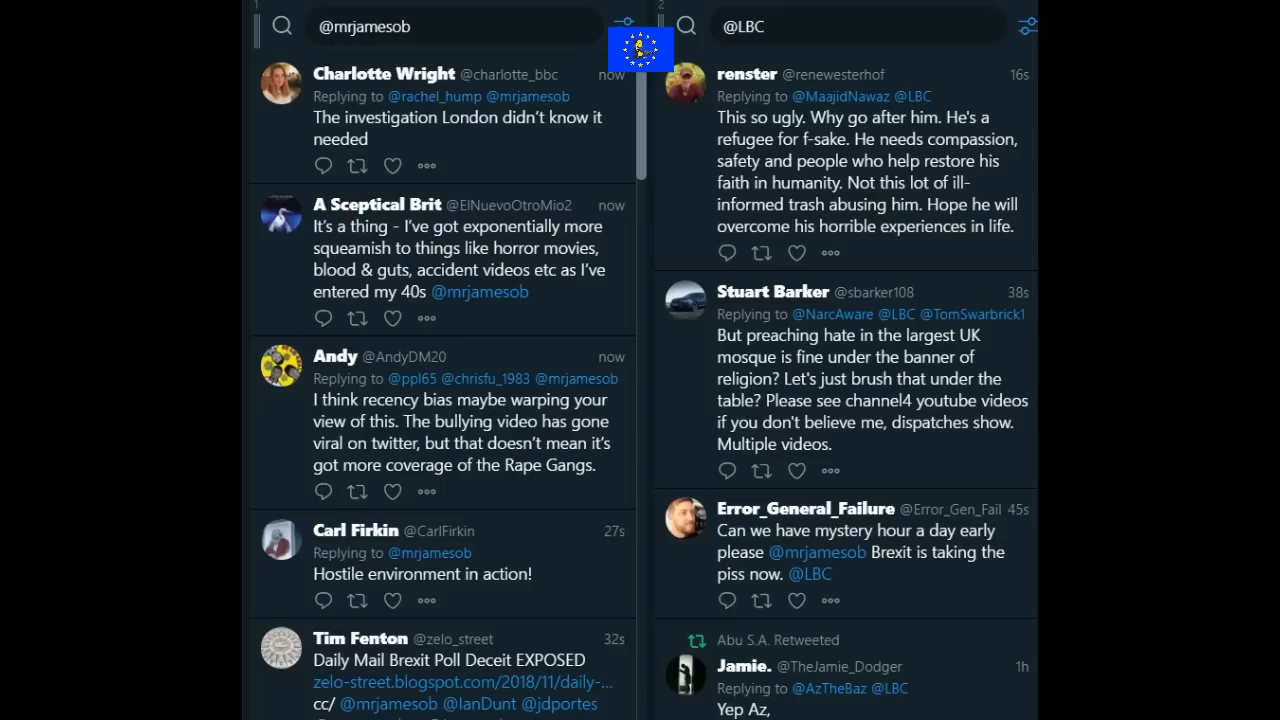 1
@mrjamesob
Charlotte Wright @charlotte_bbc now
Replying to @rachel_hump @mrjamesob
The investigation London didn’t know it
needed
A Sceptical Brit @ElNuevoOtroMio2 now
It’s a thing - I’ve got exponentially more
squeamish to things like horror movies,
blood & guts, accident videos etc as I’ve
entered my 40s @mrjamesob
Andy @AndyDM20 now
Replying to @ppl65 @chrisfu_1983 @mrjamesob
I think recency bias maybe warping your
view of this. The bullying video has gone
viral on twitter, but that doesn’t mean it’s
got more coverage of the Rape Gangs.
Carl Firkin @CarlFirkin 27s
Replying to @mrjamesob
Hostile environment in action!
Tim Fenton @zelo_street 32s
Daily Mail Brexit Poll Deceit EXPOSED
zelo-street.blogspot.com/2018/11/daily-...
cc/ @mrjamesob @IanDunt @jdportes
2
@LBC
renster @renewesterhof 16s
Replying to @MaajidNawaz @LBC
This so ugly. Why go after him. He's a
refugee for f-sake. He needs compassion,
safety and people who help restore his
faith in humanity. Not this lot of ill-
informed trash abusing him. Hope he will
overcome his horrible experiences in life.
Stuart Barker @sbarker108 38s
Replying to @NarcAware @LBC @TomSwarbrick1
But preaching hate in the largest UK
mosque is fine under the banner of
religion? Let's just brush that under the
table? Please see channel4 youtube videos
if you don't believe me, dispatches show.
Multiple videos.
Error_General_Failure @Error_Gen_Fail 45s
Can we have mystery hour a day early
please @mrjamesob Brexit is taking the
piss now. @LBC
Abu S.A. Retweeted
Jamie. @TheJamie_Dodger 1h
Replying to @AzTheBaz @LBC
Yep Az,